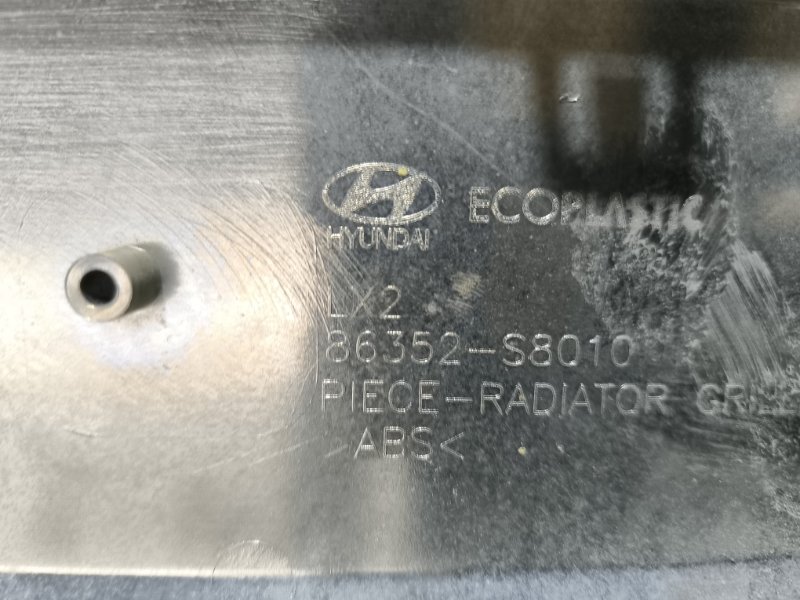 HYUNDAI ECOPLASTIC
LX2
86352-S8010
PIECE-RADIATOR GRILL
>ABS<